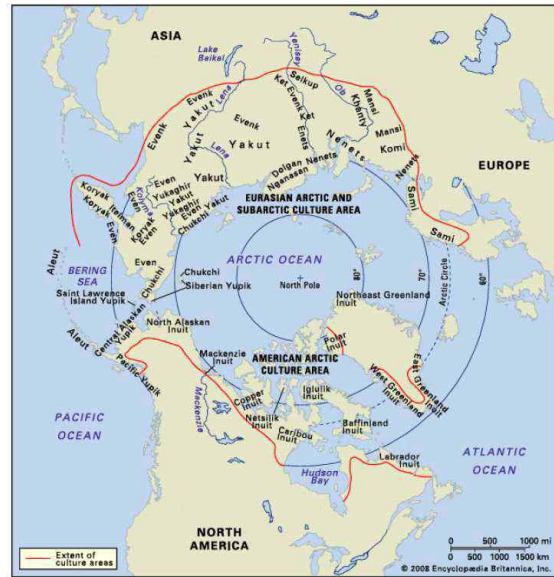 ASIA
Lake
Baikal
Yenisey
Lena
Ob
Evenk
Selkup
Ket Evenk
Ket
Mansi
Khanty
Yakut
Evenk
Evenk
Yakut
Yakut
Lena
Enets
Nenets
Mansi
Komi
EUROPE
Dolgan Nenets
Nganasan
Nenets
Koryak
Itelman
Even
Koryak
Even
Kolyma
Even
Yukaghir
Yakut
Even
Yukaghir
Even Yakut
Chukchi
Yakut
Koryak
Even
Sami
Sami
EURASIAN ARCTIC AND
SUBARCTIC CULTURE AREA
Even
Chukchi
BERING
SEA
Aleut
Chukchi
Siberian Yupik
Saint Lawrence
Island Yupik
ARCTIC OCEAN
North Pole
80°
70°
60°
Arctic Circle
Northeast Greenland
Inuit
Central Alaskan
Yupik
North Alaskan
Inuit
Aleut
Pacific Yupik
Mackenzie
Inuit
AMERICAN ARCTIC
CULTURE AREA
Polar
Inuit
East Greenland
Inuit
West Greenland
Inuit
Mackenzie
Copper
Inuit
Iglulik
Inuit
Netsilik
Inuit
Caribou
Inuit
Baffinland
Inuit
Labrador
Inuit
PACIFIC
OCEAN
Hudson
Bay
ATLANTIC
OCEAN
NORTH
AMERICA
Extent of
culture areas
0 500 1000 mi
0 500 1000 1500 km
© 2008 Encyclopædia Britannica, Inc.